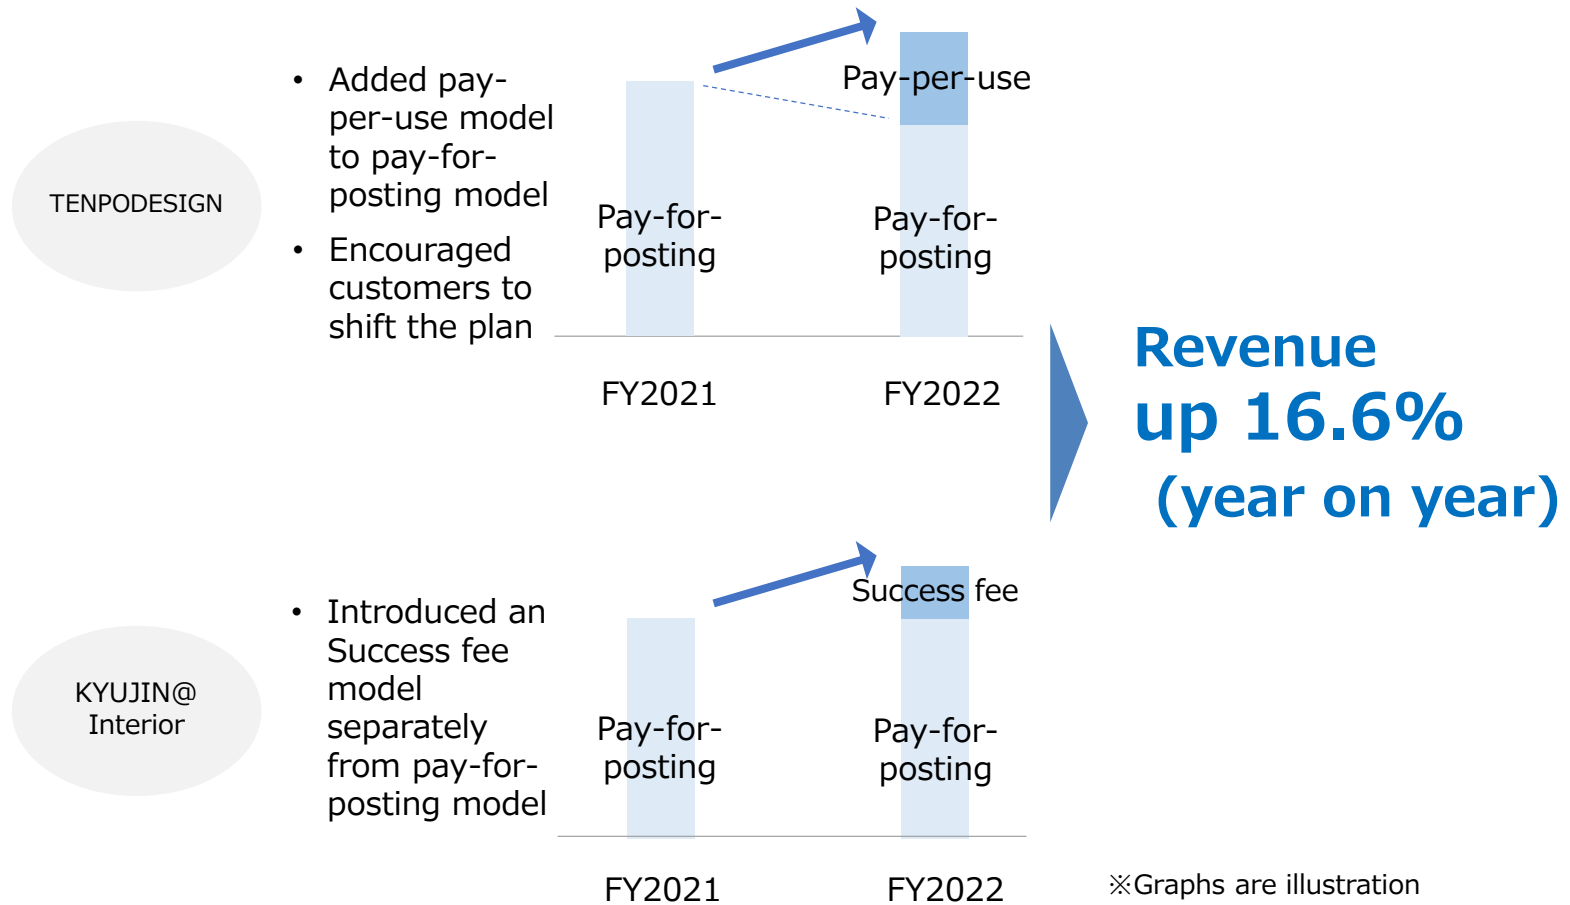 TENPODESIGN
• Added pay-
per-use model
to pay-for-
posting model
• Encouraged
customers to
shift the plan
Pay-for-
posting
Pay-per-use
Pay-for-
posting
FY2021
FY2022
KYUJIN@
Interior
• Introduced an
Success fee
model
separately
from pay-for-
posting model
Pay-for-
posting
Success fee
Pay-for-
posting
FY2021
FY2022
Revenue
up 16.6%
(year on year)
※Graphs are illustration